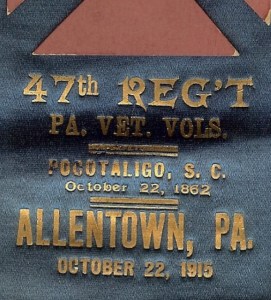 47th REG'T
PA. VET. VOLS.
POCOTALIGO, S. C.
October 22, 1862
ALLENTOWN, PA.
OCTOBER 22, 1915